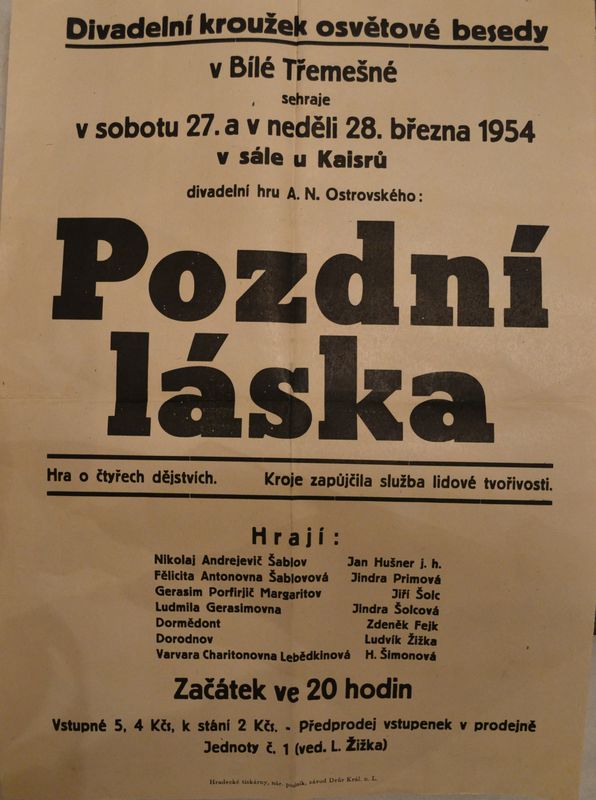 Divadelní kroužek osvětové besedy
v Bílé Třemešné
sehraje
v sobotu 27. a v neděli 28. března 1954
v sále u Kaisrů
divadelní hru A. N. Ostrovského:
Pozdní
láska
Hra o čtyřech dějstvích. Kroje zapůjčila služba lidové tvořivosti.
Hrají:
Nikolaj Andrejevič Šablov Jan Hušner j. h.
Fělicita Antonovna Šablovová Jindra Primová
Gerasim Porfirjič Margaritov Jiří Šolc
Ludmila Gerasimovna Jindra Šolcová
Dormědont Zdeněk Fejk
Dorodnov Ludvík Žižka
Varvara Charitonovna Lebědkinová H. Šimonová
Začátek ve 20 hodin
Vstupné 5, 4 Kčs, k stání 2 Kčs. - Předprodej vstupenek v prodejně
Jednoty č. 1 (ved. L. Žižka)
Hradecké tiskárny, nár. podnik, závod Dvůr Král. n. L.